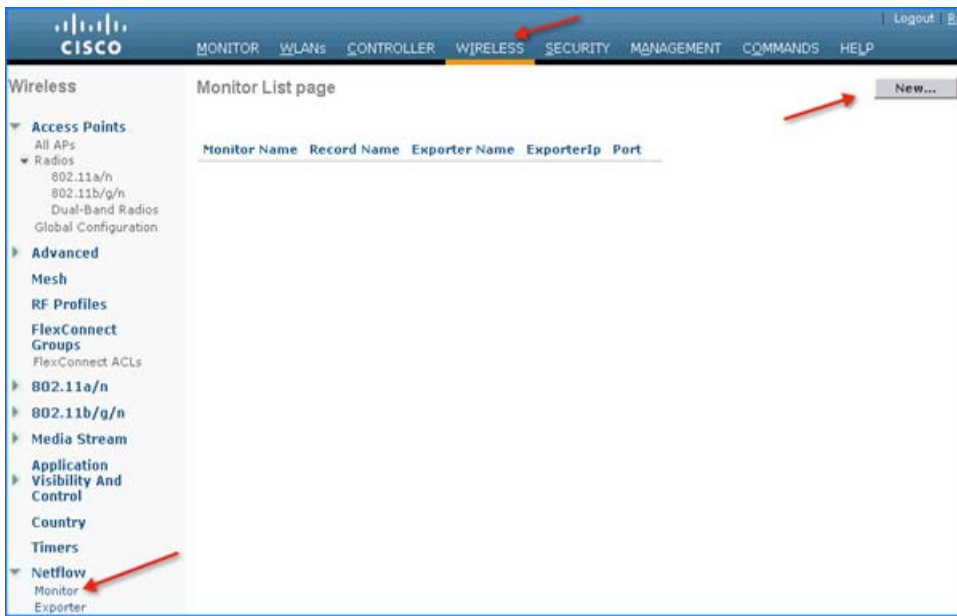 Logout
CISCO
MONITOR WLANs CONTROLLER WIRELESS SECURITY MANAGEMENT COMMANDS HELP
Wireless
Monitor List page
New...
Access Points
All APs
Radios
802.11a/n
802.11b/g/n
Dual-Band Radios
Global Configuration
Advanced
Mesh
RF Profiles
FlexConnect
Groups
FlexConnect ACLs
802.11a/n
802.11b/g/n
Media Stream
Application
Visibility And
Control
Country
Timers
Netflow
Monitor
Exporter
Monitor Name Record Name Exporter Name ExporterIp Port